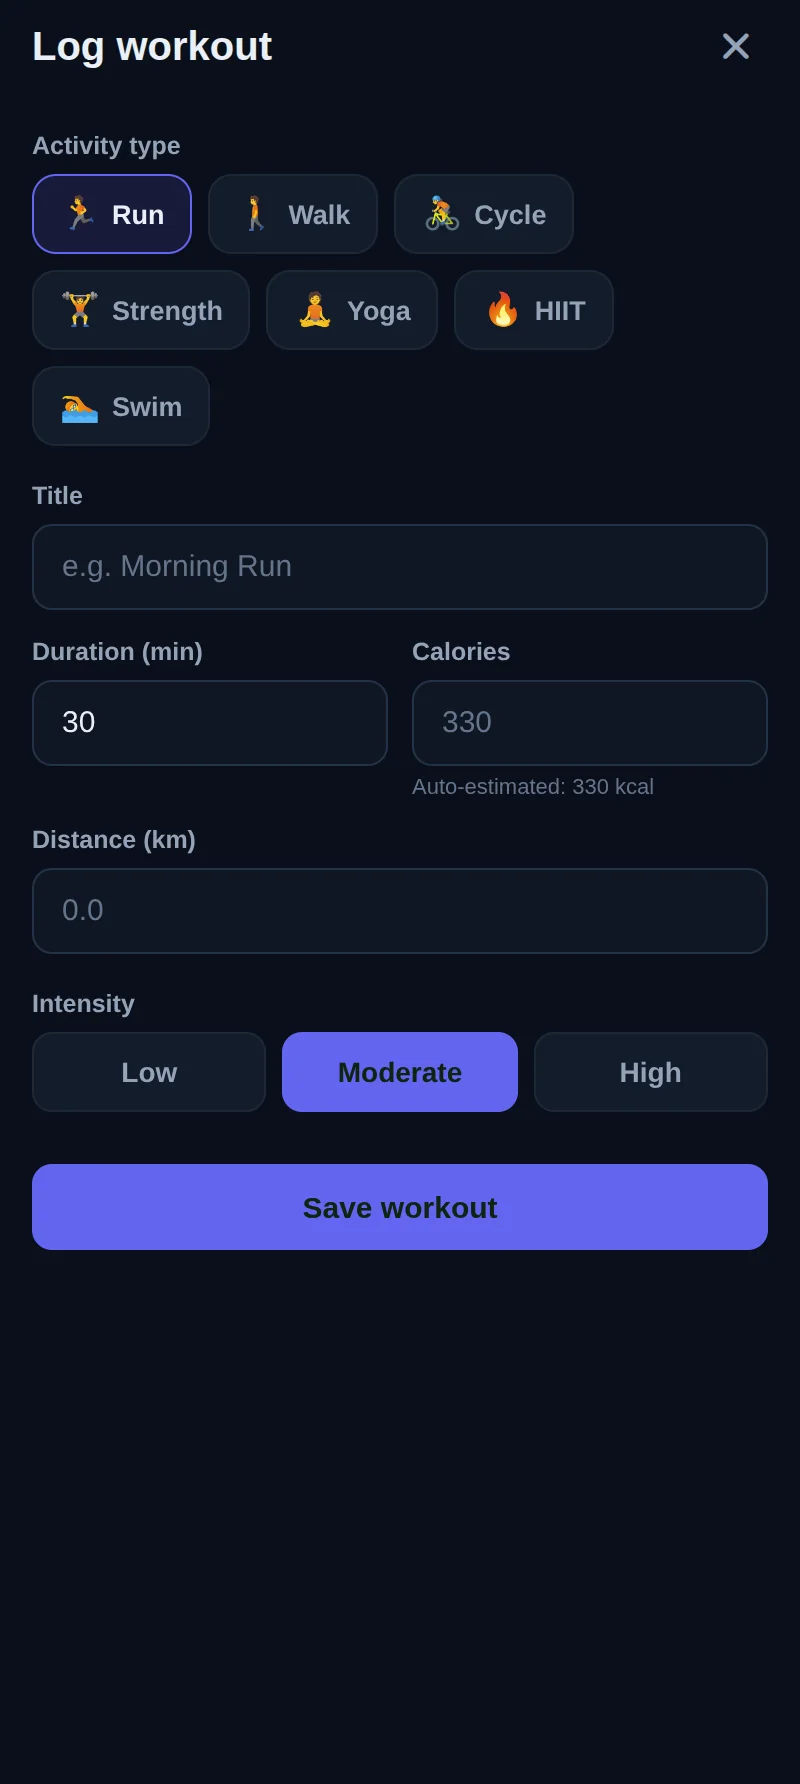 Log workout
Activity type
Run Walk Cycle
Strength Yoga HIIT
Swim
Title
e.g. Morning Run
Duration (min) Calories
30 330
Auto-estimated: 330 kcal
Distance (km)
0.0
Intensity
Low Moderate High
Save workout